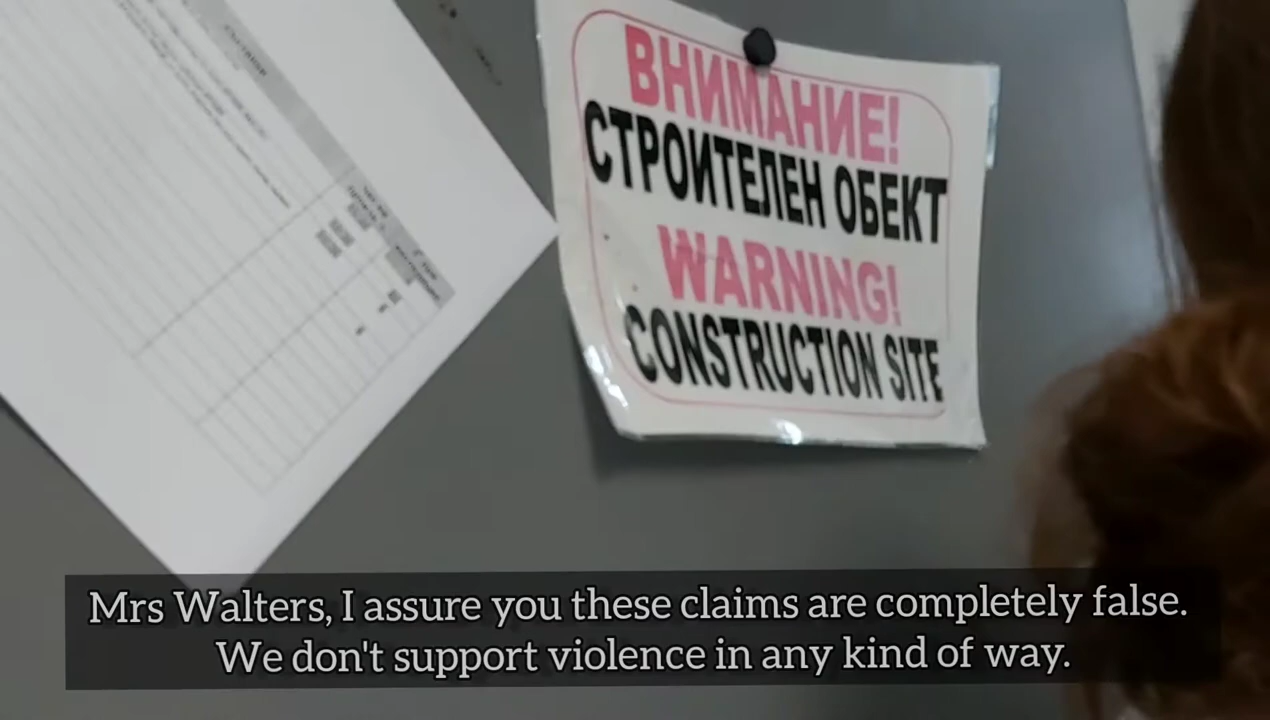 ВНИМАНИЕ!
СТРОИТЕЛЕН ОБЕКТ
WARNING!
CONSTRUCTION SITE
Mrs Walters, I assure you these claims are completely false.
We don't support violence in any kind of way.